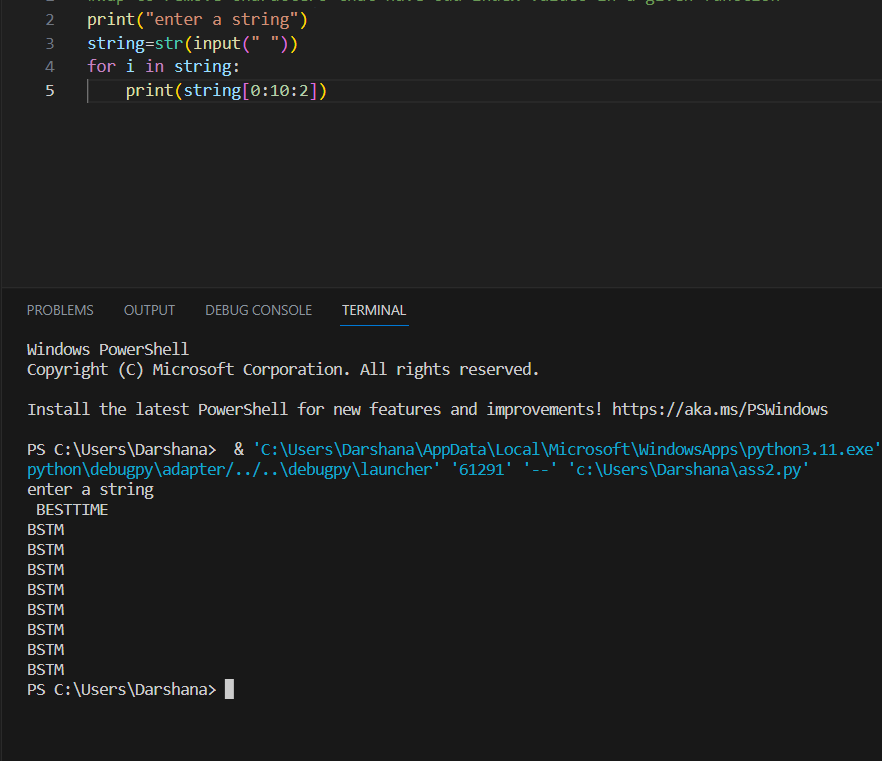 2 print("enter a string")
3 string=str(input(" "))
4 for i in string:
5 print(string[0:10:2])
PROBLEMS OUTPUT DEBUG CONSOLE TERMINAL
Windows PowerShell
Copyright (C) Microsoft Corporation. All rights reserved.
Install the latest PowerShell for new features and improvements! https://aka.ms/PSWindows
PS C:\Users\Darshana>  & 'C:\Users\Darshana\AppData\Local\Microsoft\WindowsApps\python3.11.exe'
python\debugpy\adapter/../..\debugpy\launcher' '61291' '--' 'c:\Users\Darshana\ass2.py'
enter a string
BESTTIME
BSTM
BSTM
BSTM
BSTM
BSTM
BSTM
BSTM
BSTM
PS C:\Users\Darshana>